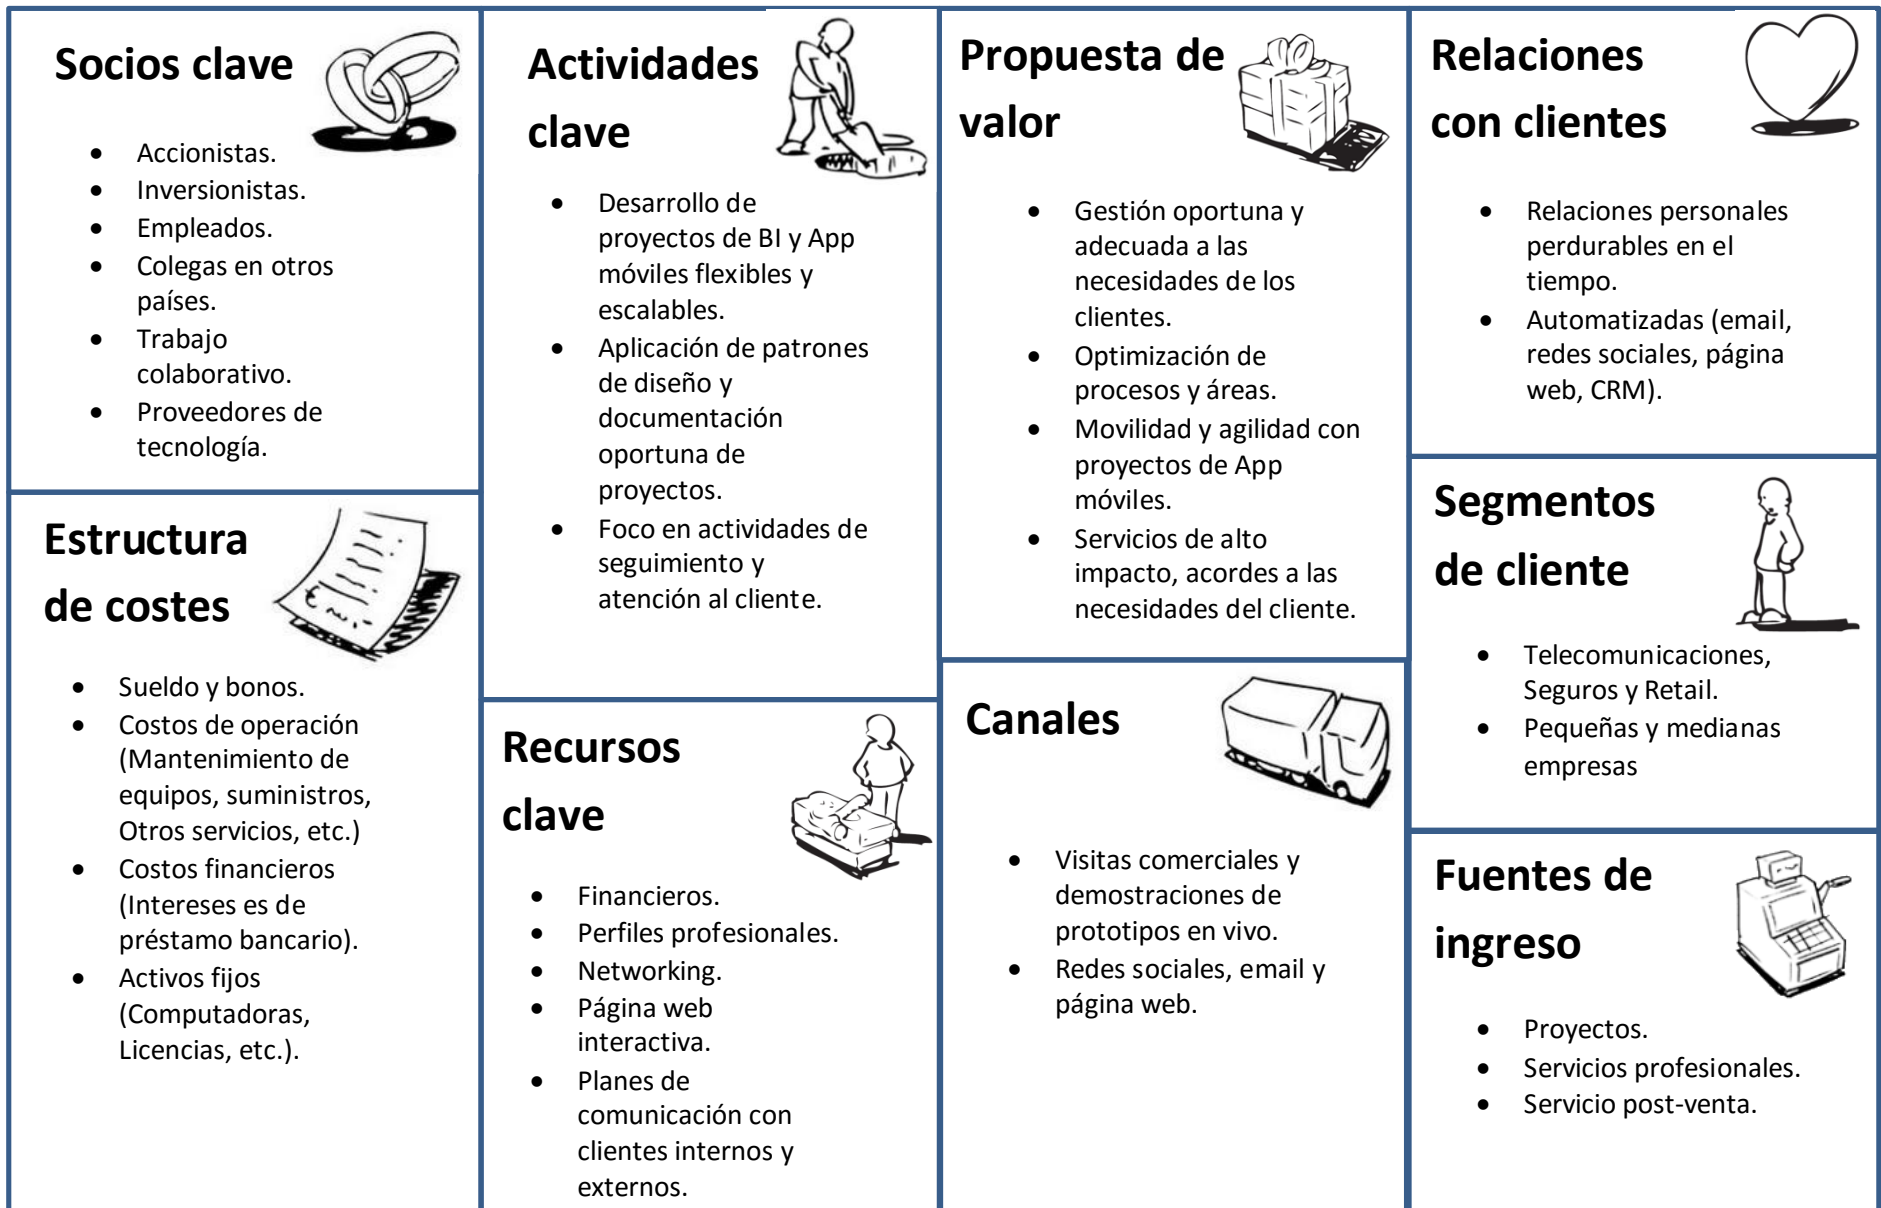 Socios clave
• Accionistas.
• Inversionistas.
• Empleados.
• Colegas en otros
países.
• Trabajo
colaborativo.
• Proveedores de
tecnología.
Estructura
de costes
• Sueldo y bonos.
• Costos de operación
(Mantenimiento de
equipos, suministros,
Otros servicios, etc.)
• Costos financieros
(Intereses es de
préstamo bancario).
• Activos fijos
(Computadoras,
Licencias, etc.).
Actividades
clave
• Desarrollo de
proyectos de BI y App
móviles flexibles y
escalables.
• Aplicación de patrones
de diseño y
documentación
oportuna de
proyectos.
• Foco en actividades de
seguimiento y
atención al cliente.
Recursos
clave
• Financieros.
• Perfiles profesionales.
• Networking.
• Página web
interactiva.
• Planes de
comunicación con
clientes internos y
externos.
Propuesta de
valor
• Gestión oportuna y
adecuada a las
necesidades de los
clientes.
• Optimización de
procesos y áreas.
• Movilidad y agilidad con
proyectos de App
móviles.
• Servicios de alto
impacto, acordes a las
necesidades del cliente.
Canales
• Visitas comerciales y
demostraciones de
prototipos en vivo.
• Redes sociales, email y
página web.
Relaciones
con clientes
• Relaciones personales
perdurables en el
tiempo.
• Automatizadas (email,
redes sociales, página
web, CRM).
Segmentos
de cliente
• Telecomunicaciones,
Seguros y Retail.
• Pequeñas y medianas
empresas
Fuentes de
ingreso
• Proyectos.
• Servicios profesionales.
• Servicio post-venta.